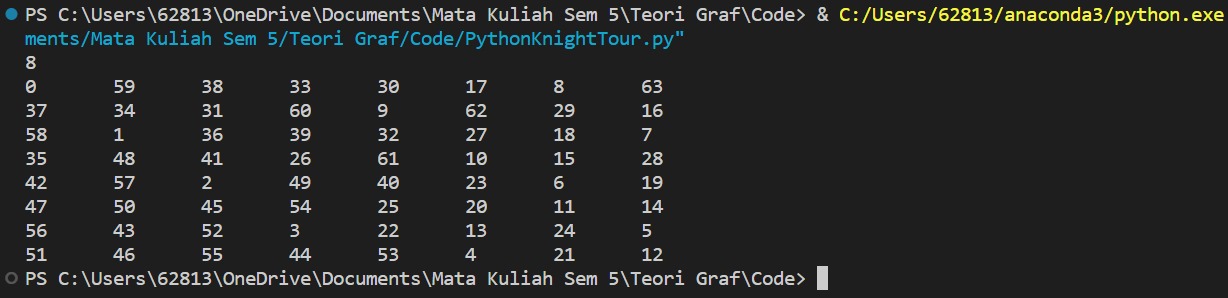 PS C:\Users\62813\OneDrive\Documents\Mata Kuliah Sem 5\Teori Graf\Code> & C:/Users/62813/anaconda3/python.exe
ments/Mata Kuliah Sem 5/Teori Graf/Code/PythonKnightTour.py"
8
0 59 38 33 30 17 8 63
37 34 31 60 9 62 29 16
58 1 36 39 32 27 18 7
35 48 41 26 61 10 15 28
42 57 2 49 40 23 6 19
47 50 45 54 25 20 11 14
56 43 52 3 22 13 24 5
51 46 55 44 53 4 21 12
PS C:\Users\62813\OneDrive\Documents\Mata Kuliah Sem 5\Teori Graf\Code>